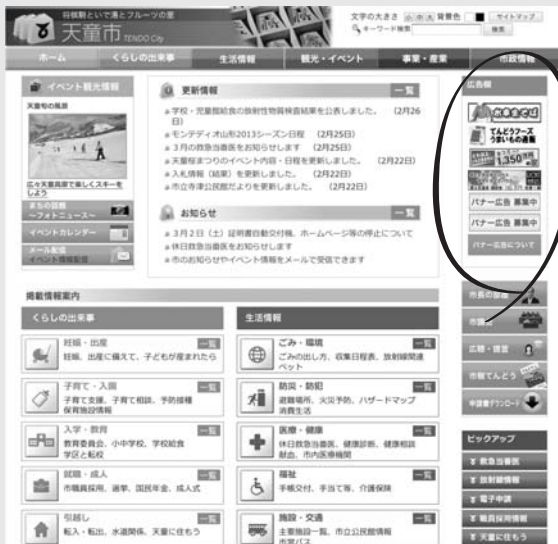 将棋駒といで湯とフルーツの里
天童市 TENDO City
文字の大きさ 小 中 大 背景色
サイトマップ
キーワード検索
検索
ホーム
くらしの出来事
生活情報
観光・イベント
事業・産業
市政情報
イベント観光情報
天童旬の風景
広々天童高原で楽しくスキーをしよう
まちの話題
～フォトニュース～
イベントカレンダー
メール配信
イベント情報配信
更新情報
一覧
学校・児童館給食の放射性物質検査結果を公表しました。 (2月26日)
モンテディオ山形2013シーズン日程 (2月25日)
3月の救急当番医をお知らせします (2月25日)
天童桜まつりのイベント内容・日程を更新しました。 (2月22日)
入札情報（結果）を更新しました。 (2月22日)
市立寺津公民館だよりを更新しました。 (2月22日)
お知らせ
一覧
3月2日（土）証明書自動交付機、ホームページ等の停止について
休日救急当番医をお知らせします
市のお知らせやイベント情報をメールで受信できます
広告欄
水車生そば
てんどうフーズ
うまいもの通販
1,350
バナー広告 募集中
バナー広告 募集中
バナー広告について
市長の部屋
市議会
広聴・提言
市報てんどう
申請書ダウンロード
ピックアップ
救急当番医
放射線情報
電子申請
職員採用情報
天童に住もう
掲載情報案内
くらしの出来事
妊娠・出産
一覧
妊娠、出産に備えて、子どもが産まれたら
子育て・入園
一覧
子育て支援、子育て相談、予防接種
保育施設情報
入学・教育
一覧
教育委員会、小中学校、学校給食
学区と転校
就職・成人
一覧
市職員採用、選挙、国民年金、成人式
引越し
一覧
転入・転出、水道関係、天童に住もう
生活情報
ごみ・環境
一覧
ごみの出し方、収集日程表、放射線関連
ペット
防災・防犯
一覧
避難場所、火災予防、ハザードマップ
消費生活
医療・健康
一覧
休日救急当番医、健康診断、健康相談
献血、市内医療機関
福祉
一覧
手帳交付、手当て等、介護保険
施設・交通
一覧
主要施設一覧、市立公民館情報
市営バス